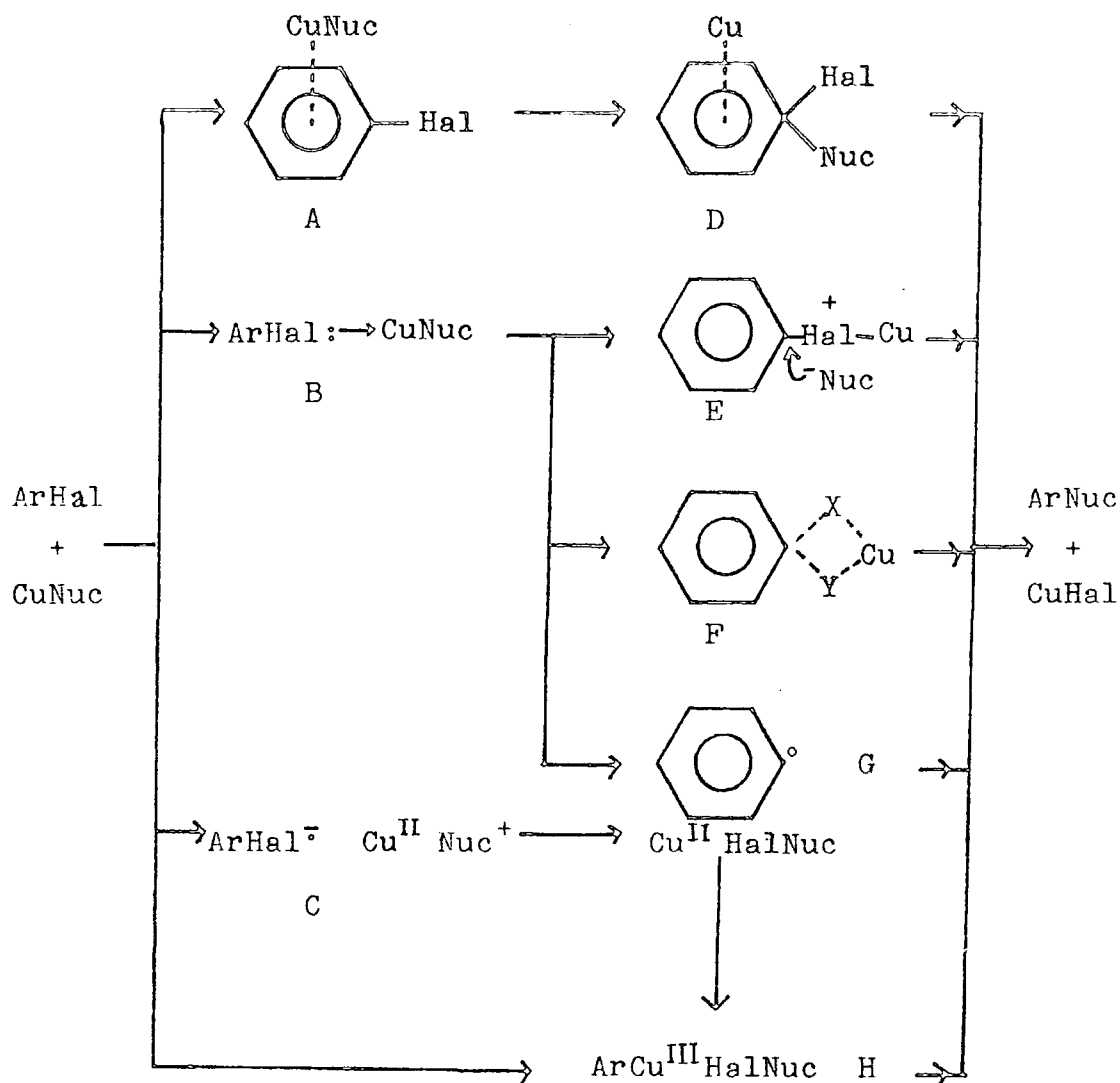 CuNuc
Hal
A
Cu
Hal
Nuc
D
ArHal:→CuNuc
B
+
Hal-Cu
-Nuc
E
ArHal
+
CuNuc
X
Cu
Y
F
ArNuc
+
CuHal
G
ArHal∸ Cu^II Nuc^+
C
Cu^II HalNuc
ArCu^III HalNuc H